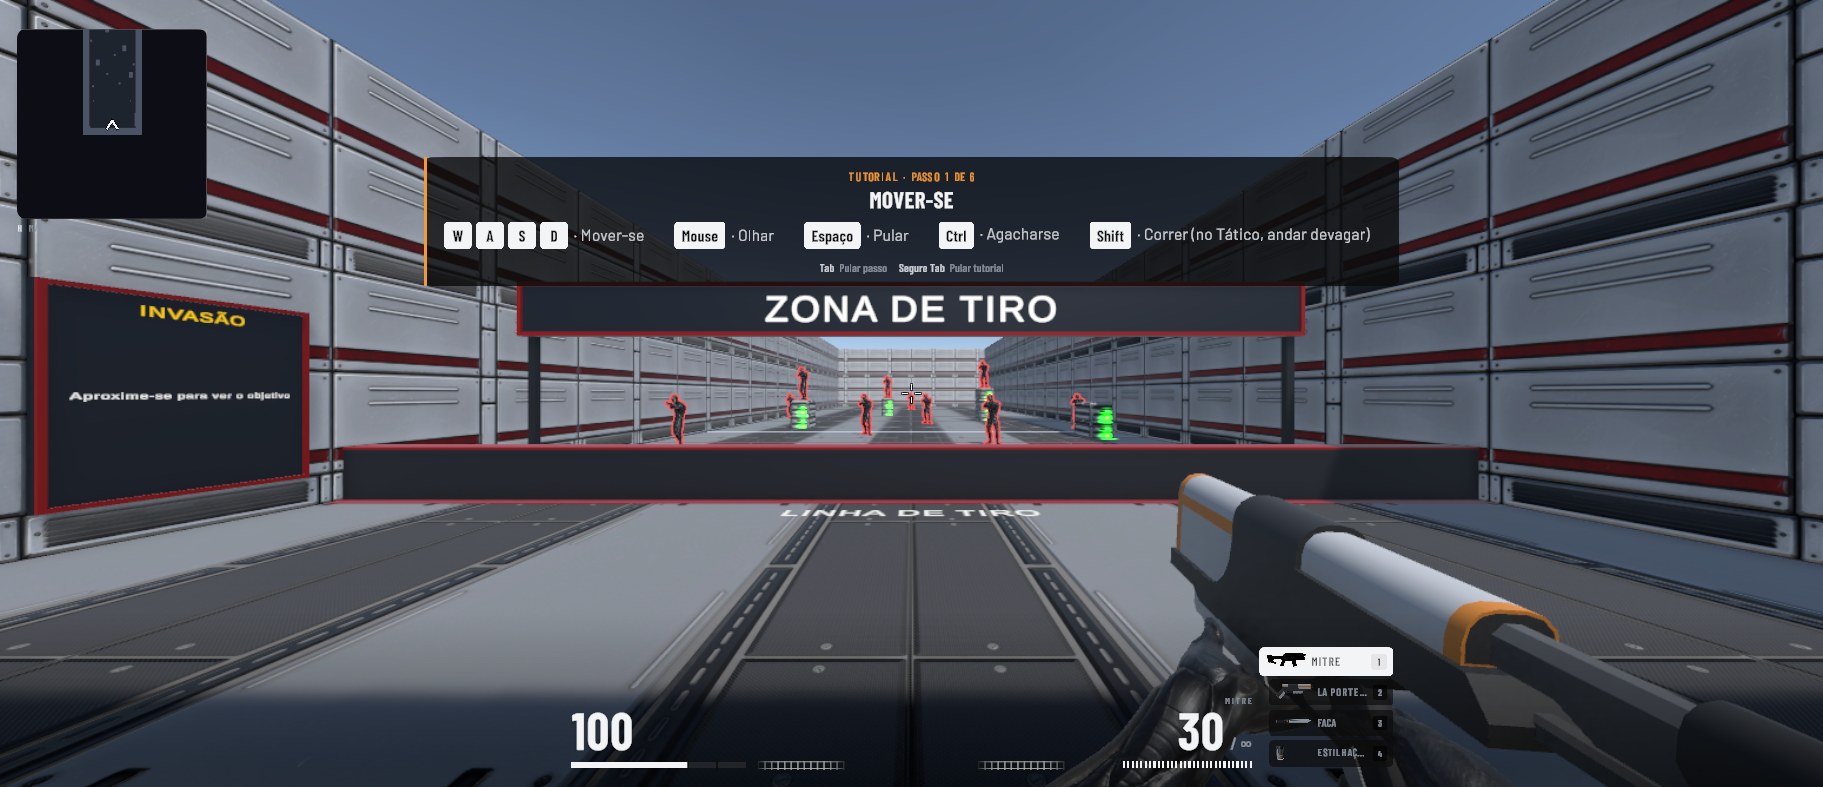 TUTORIAL · PASSO 1 DE 6
MOVER-SE
W A S D · Mover-se Mouse · Olhar Espaço · Pular Ctrl · Agacharse Shift · Correr (no Tático, andar devagar)
Tab Pular passo Segure Tab Pular tutorial
ZONA DE TIRO
INVASÃO
Aproxime-se para ver o objetivo
LINHA DE TIRO
MITRE 1
LA PORTE... 2
MITRE
FACA 3
100
30 / ∞
ESTILHAÇ... 4